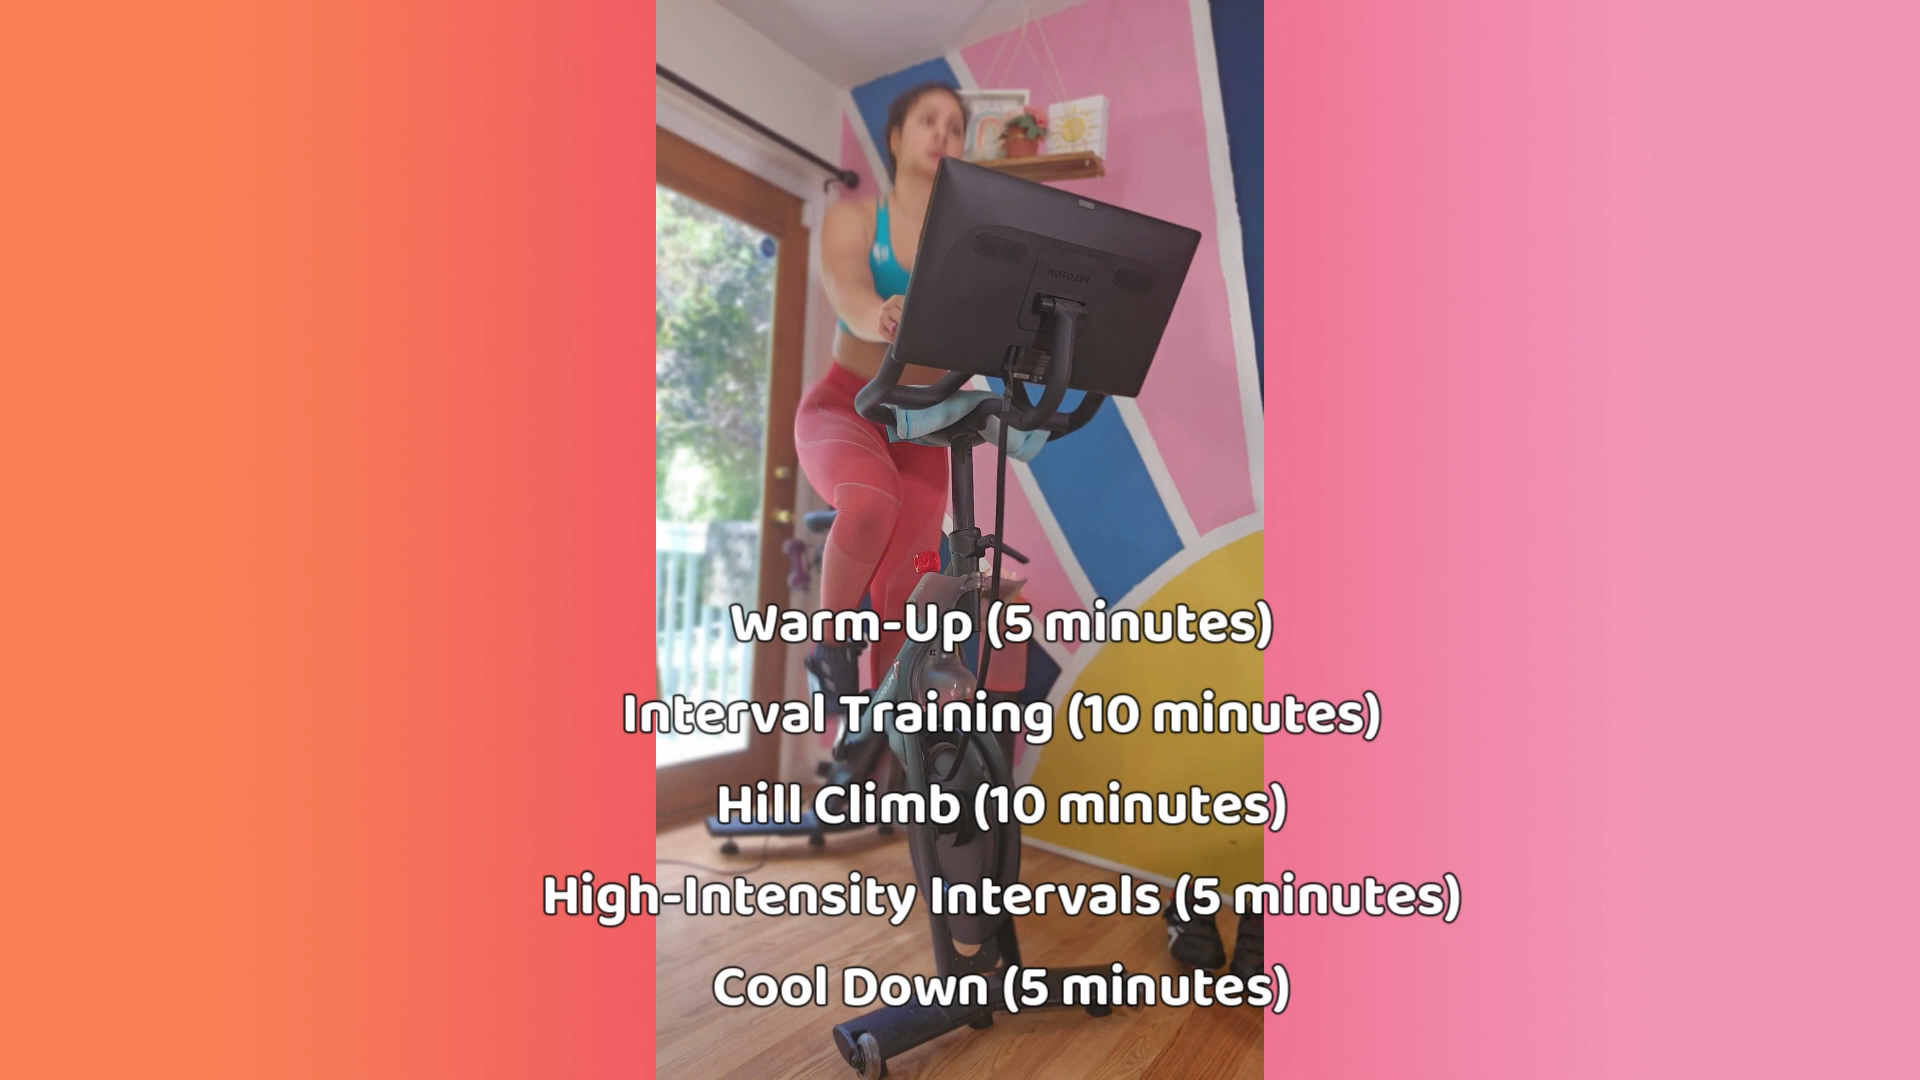 PELOTON
Warm-Up (5 minutes)
Interval Training (10 minutes)
Hill Climb (10 minutes)
High-Intensity Intervals (5 minutes)
Cool Down (5 minutes)